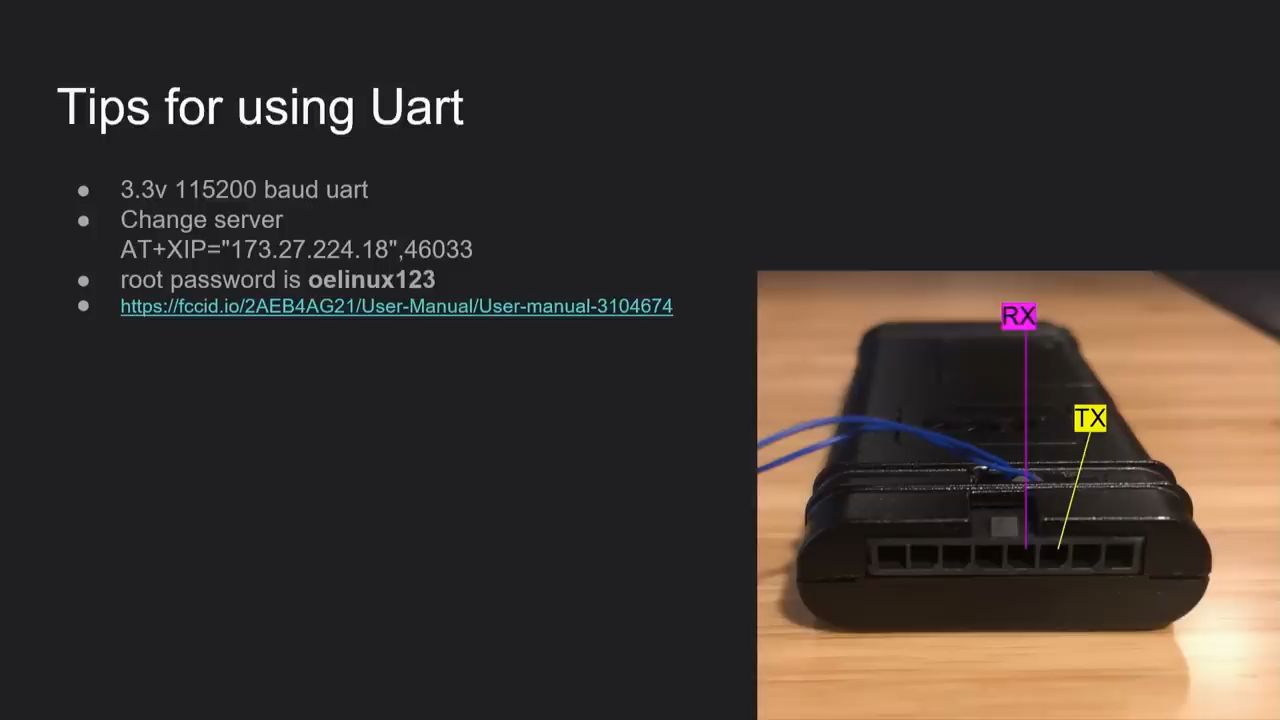 Tips for using Uart
● 3.3v 115200 baud uart
● Change server
AT+XIP="173.27.224.18",46033
● root password is oelinux123
● https://fccid.io/2AEB4AG21/User-Manual/User-manual-3104674
RX
TX